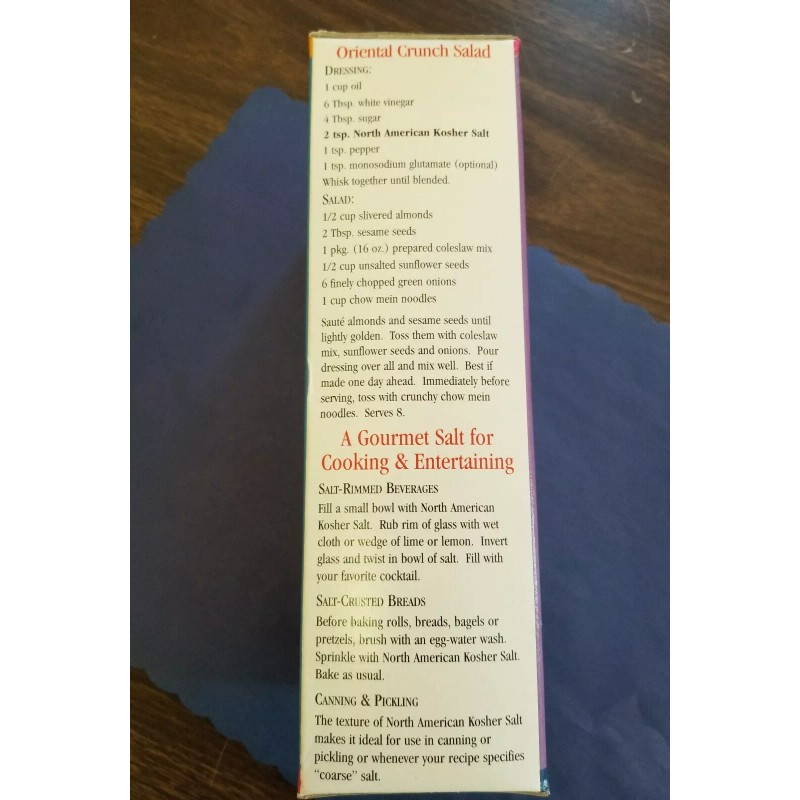 Oriental Crunch Salad
DRESSING:
1 cup oil
6 Tbsp. white vinegar
4 Tbsp. sugar
2 tsp. North American Kosher Salt
1 tsp. pepper
1 tsp. monosodium glutamate (optional)
Whisk together until blended.
SALAD:
1/2 cup slivered almonds
2 Tbsp. sesame seeds
1 pkg. (16 oz.) prepared coleslaw mix
1/2 cup unsalted sunflower seeds
6 finely chopped green onions
1 cup chow mein noodles
Sauté almonds and sesame seeds until
lightly golden. Toss them with coleslaw
mix, sunflower seeds and onions. Pour
dressing over all and mix well. Best if
made one day ahead. Immediately before
serving, toss with crunchy chow mein
noodles. Serves 8.
A Gourmet Salt for
Cooking & Entertaining
SALT-RIMMED BEVERAGES
Fill a small bowl with North American
Kosher Salt. Rub rim of glass with wet
cloth or wedge of lime or lemon. Invert
glass and twist in bowl of salt. Fill with
your favorite cocktail.
SALT-CRUSTED BREADS
Before baking rolls, breads, bagels or
pretzels, brush with an egg-water wash.
Sprinkle with North American Kosher Salt.
Bake as usual.
CANNING & PICKLING
The texture of North American Kosher Salt
makes it ideal for use in canning or
pickling or whenever your recipe specifies
"coarse" salt.